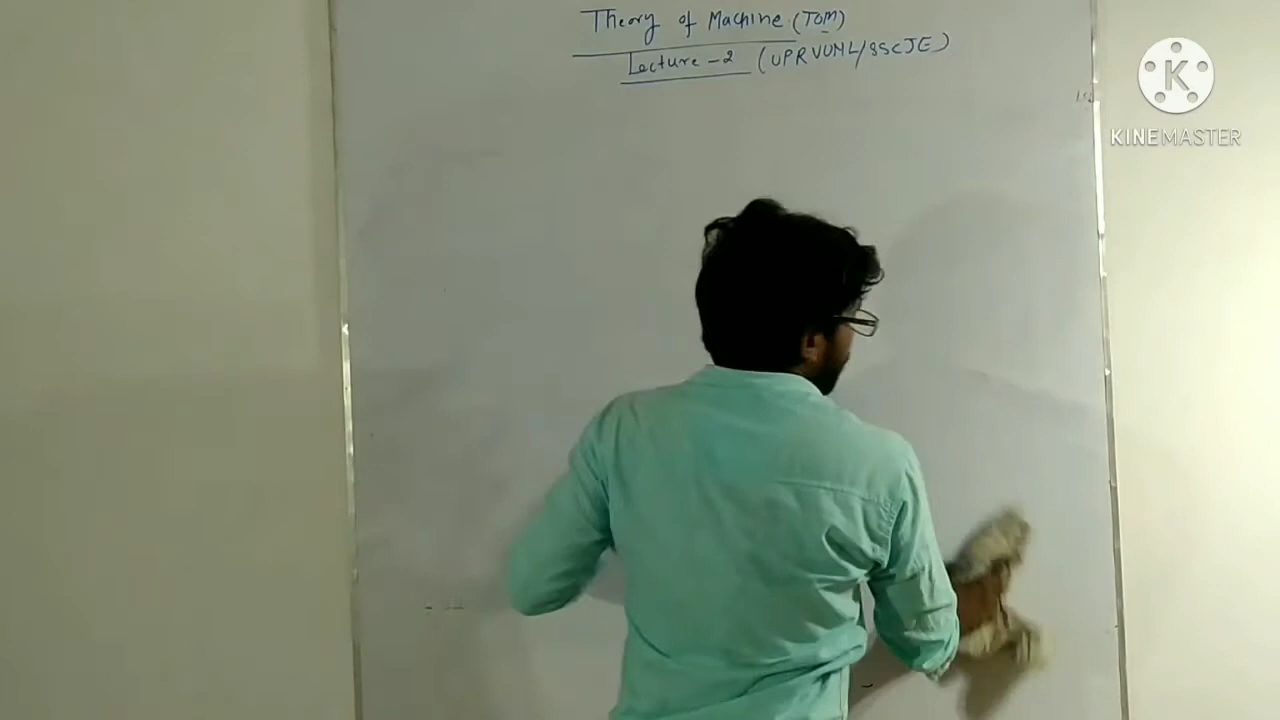 Theory of Machine (TOM)
Lecture - 2 (UPRVUNL/SSCJE)
K
KINEMASTER